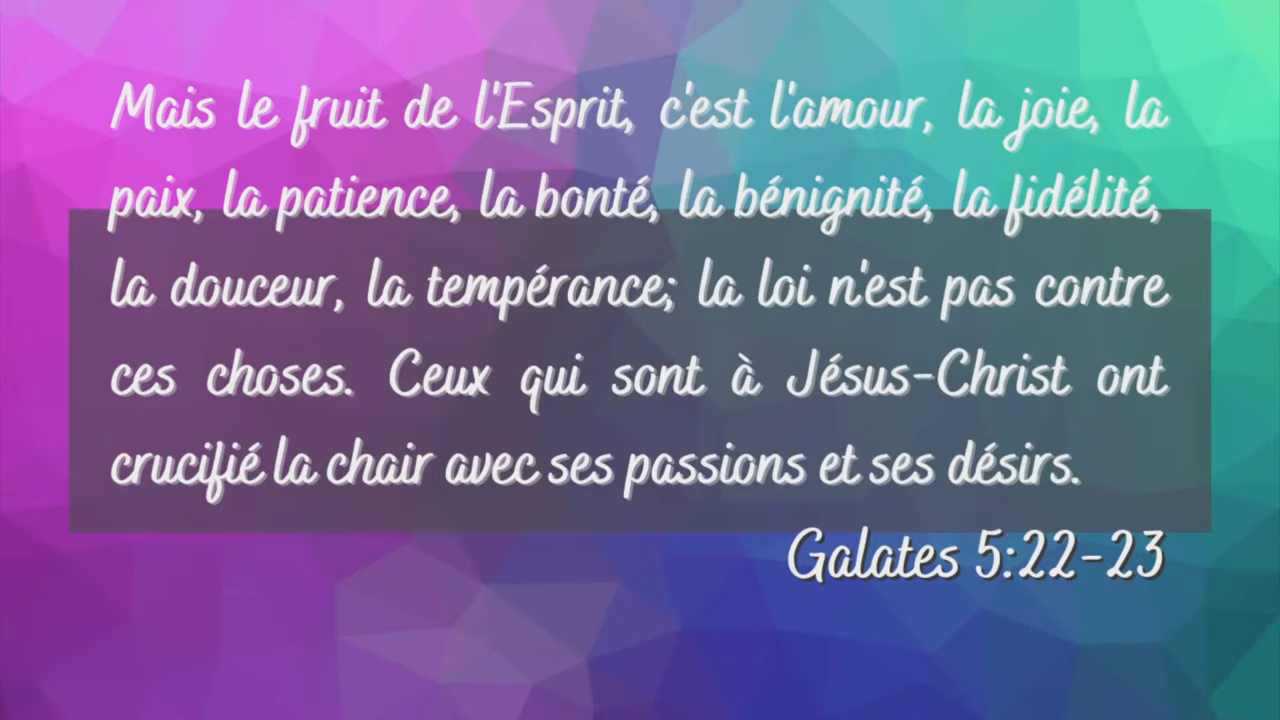 Mais le fruit de l'Esprit, c'est l'amour, la joie, la
paix, la patience, la bonté, la bénignité, la fidélité,
la douceur, la tempérance; la loi n'est pas contre
ces choses. Ceux qui sont à Jésus-Christ ont
crucifié la chair avec ses passions et ses désirs.
Galates 5:22-23